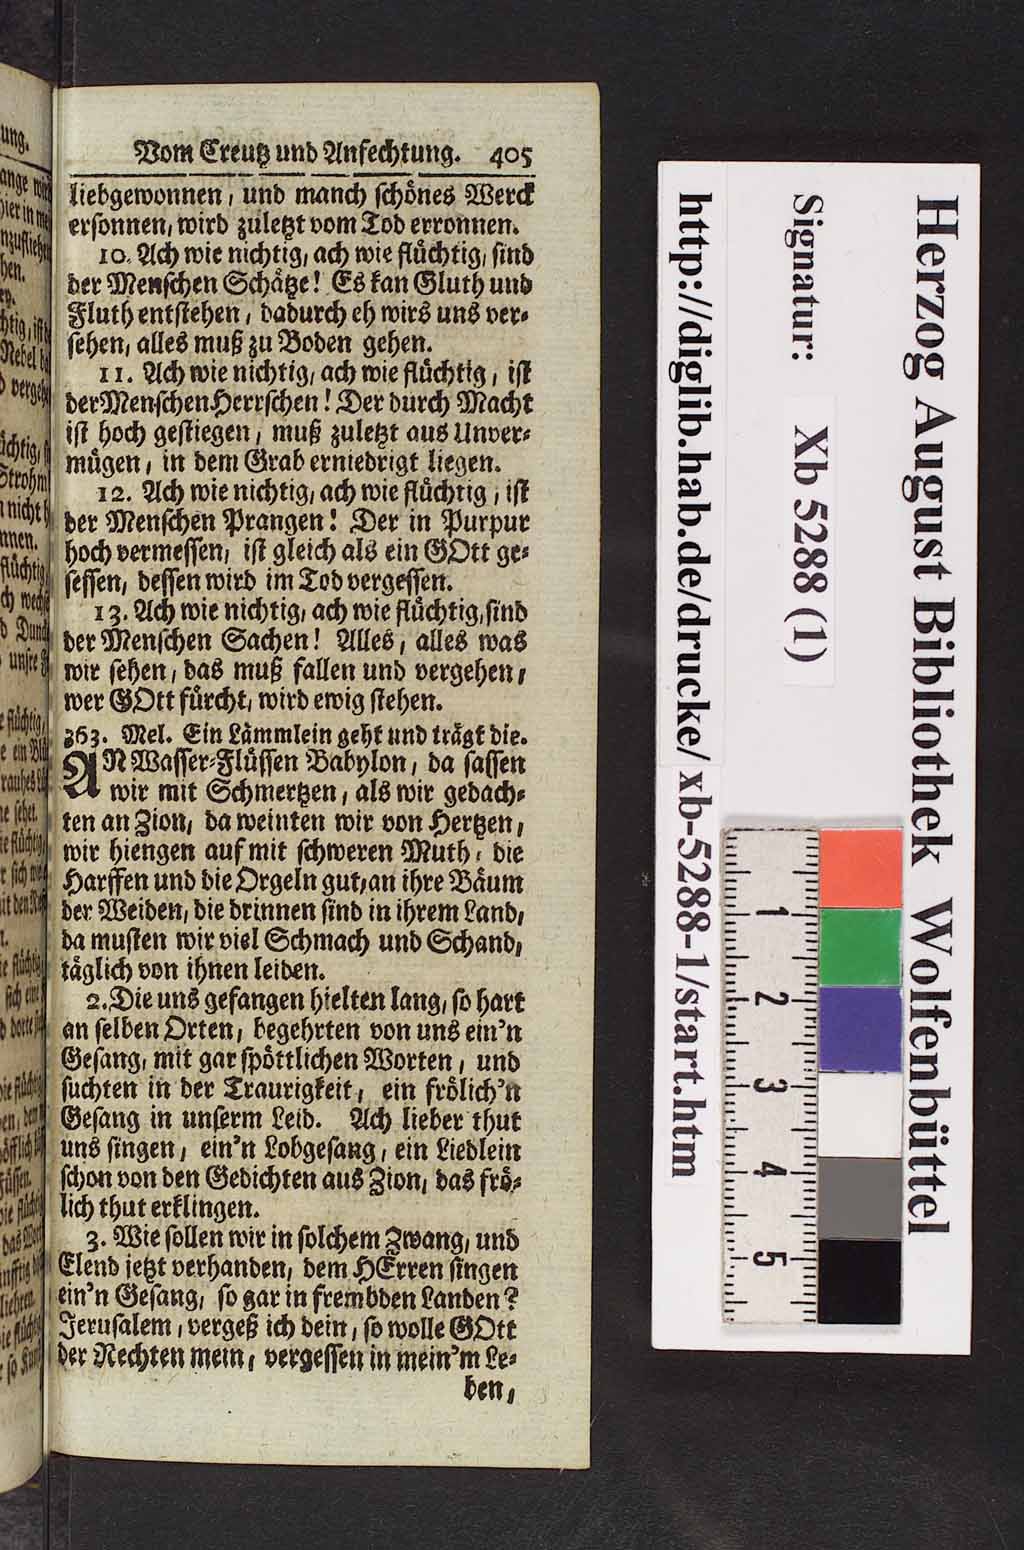 Vom Creutz und Anfechtung. 405
liebgewonnen, und manch schönes Werck
ersonnen, wird zuletzt vom Tod erronnen.
10. Ach wie nichtig, ach wie flüchtig, sind
der Menschen Schätze! Es kan Gluth und
Fluth entstehen, dadurch eh wirs uns ver-
sehen, alles muß zu Boden gehen.
11. Ach wie nichtig, ach wie flüchtig, ist
der Menschen Herrschen! Der durch Macht
ist hoch gestiegen, muß zuletzt aus Unver-
mügen, in dem Grab erniedrigt liegen.
12. Ach wie nichtig, ach wie flüchtig, ist
der Menschen Prangen! Der in Purpur
hoch vermessen, ist gleich als ein GOtt ge-
sessen, dessen wird im Tod vergessen.
13. Ach wie nichtig, ach wie flüchtig, sind
der Menschen Sachen! Alles, alles was
wir sehen, das muß fallen und vergehen,
wer GOtt fürcht, wird ewig stehen.
363. Mel. Ein Lämmlein geht und trägt die.
AN Wasser-Flüssen Babylon, da sassen
wir mit Schmertzen, als wir gedach-
ten an Zion, da weinten wir von Hertzen,
wir hiengen auf mit schweren Muth, die
Harffen und die Orgeln gut, an ihre Bäum
der Weiden, die drinnen sind in ihrem Land,
da musten wir viel Schmach und Schand,
täglich von ihnen leiden.
2. Die uns gefangen hielten lang, so hart
an selben Orten, begehrten von uns ein'n
Gesang, mit gar spöttlichen Worten, und
suchten in der Traurigkeit, ein frölich'n
Gesang in unserm Leid. Ach lieber thut
uns singen, ein'n Lobgesang, ein Liedlein
schon von den Gedichten aus Zion, das frö-
lich thut erklingen.
3. Wie sollen wir in solchem Zwang, und
Elend jetzt verhanden, dem HErren singen
ein'n Gesang, so gar in frembden Landen?
Jerusalem, vergeß ich dein, so wolle GOtt
der Rechten mein, vergessen in mein'm Le-
ben,
Herzog August Bibliothek Wolfenbüttel
Signatur: Xb 5288 (1)
http://diglib.hab.de/drucke/ xb-5288-1/start.htm
1
2
3
4
5